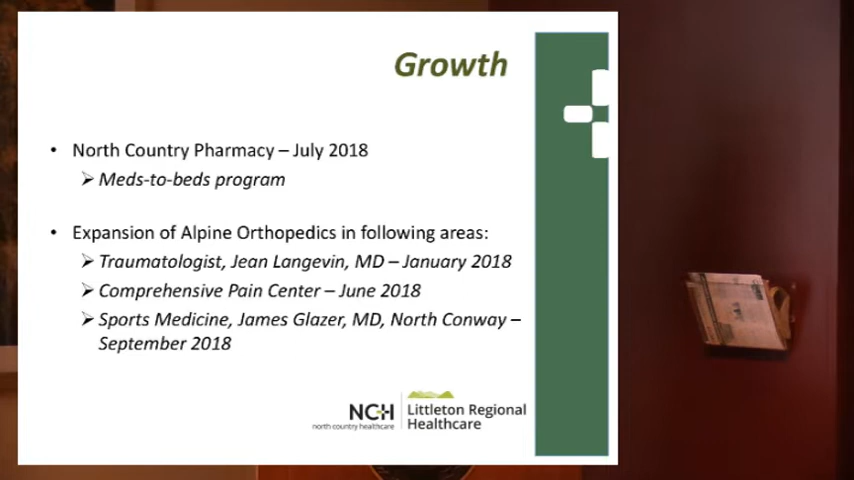 Growth
• North Country Pharmacy – July 2018
➢ Meds-to-beds program
• Expansion of Alpine Orthopedics in following areas:
➢ Traumatologist, Jean Langevin, MD – January 2018
➢ Comprehensive Pain Center – June 2018
➢ Sports Medicine, James Glazer, MD, North Conway –
September 2018
NCH
north country healthcare
Littleton Regional
Healthcare